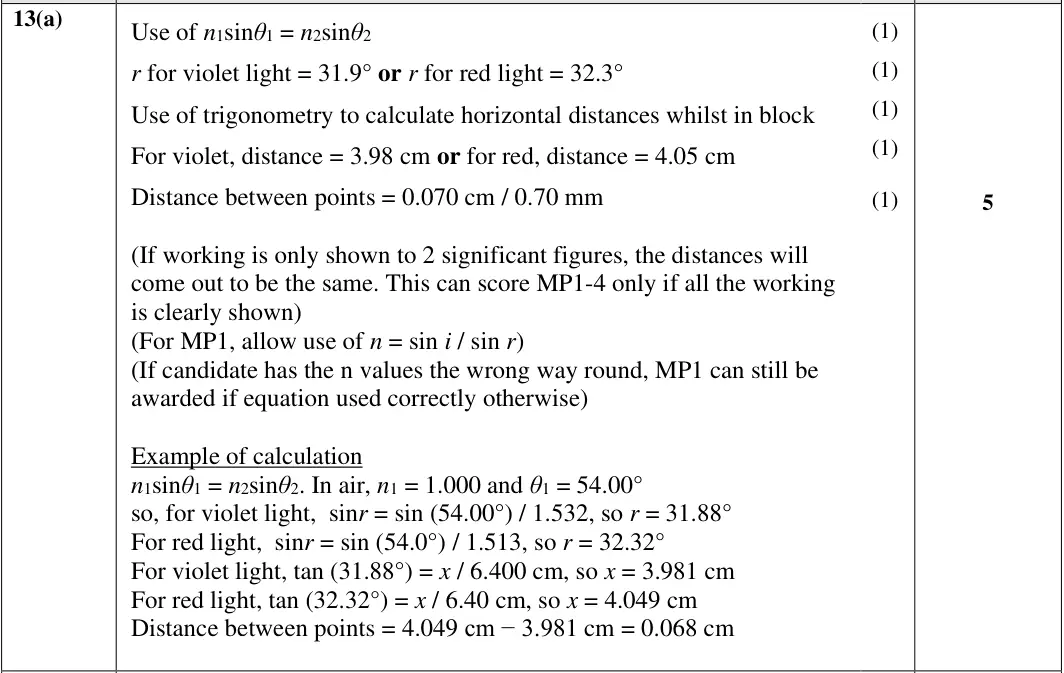 13(a)
Use of n1sinθ1 = n2sinθ2 (1)
r for violet light = 31.9° or r for red light = 32.3° (1)
Use of trigonometry to calculate horizontal distances whilst in block (1)
For violet, distance = 3.98 cm or for red, distance = 4.05 cm (1)
Distance between points = 0.070 cm / 0.70 mm (1) 5
(If working is only shown to 2 significant figures, the distances will
come out to be the same. This can score MP1-4 only if all the working
is clearly shown)
(For MP1, allow use of n = sin i / sin r)
(If candidate has the n values the wrong way round, MP1 can still be
awarded if equation used correctly otherwise)
Example of calculation
n1sinθ1 = n2sinθ2. In air, n1 = 1.000 and θ1 = 54.00°
so, for violet light, sinr = sin (54.00°) / 1.532, so r = 31.88°
For red light, sinr = sin (54.0°) / 1.513, so r = 32.32°
For violet light, tan (31.88°) = x / 6.400 cm, so x = 3.981 cm
For red light, tan (32.32°) = x / 6.40 cm, so x = 4.049 cm
Distance between points = 4.049 cm − 3.981 cm = 0.068 cm